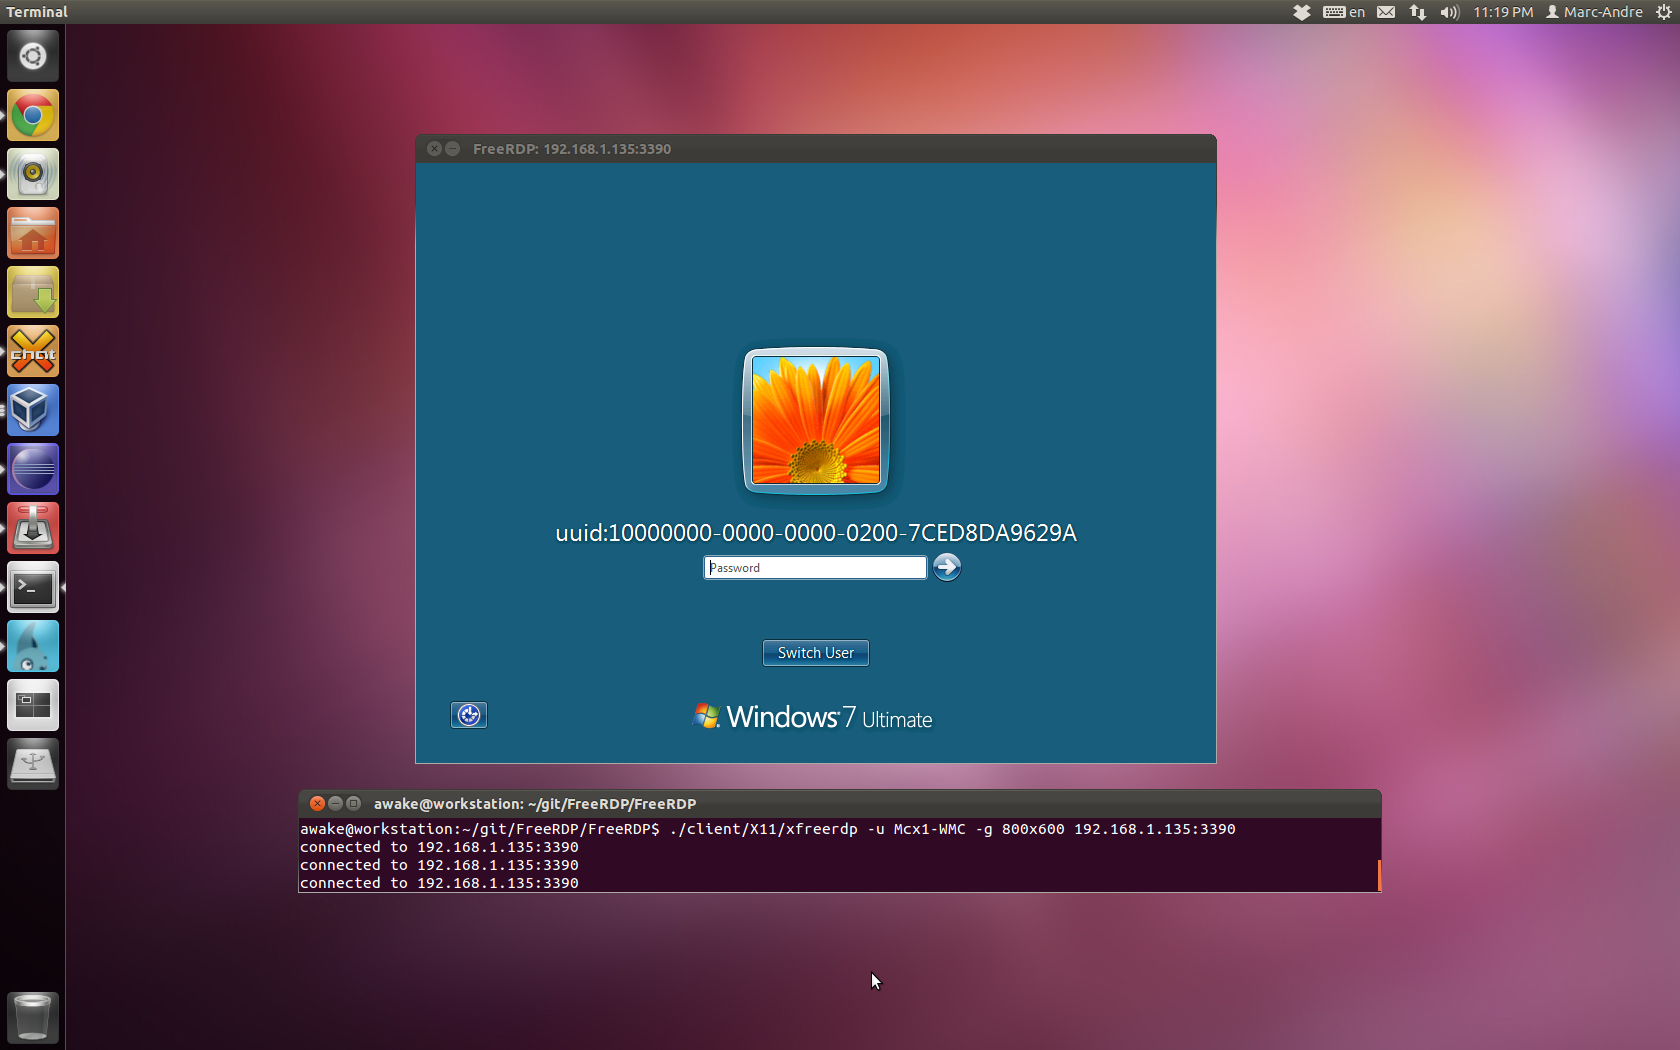 Terminal
en
11:19 PM
Marc-Andre
FreeRDP: 192.168.1.135:3390
chat
uuid:10000000-0000-0000-0200-7CED8DA9629A
Password
Switch User
Windows 7 Ultimate
awake@workstation: ~/git/FreeRDP/FreeRDP
awake@workstation:~/git/FreeRDP/FreeRDP$ ./client/X11/xfreerdp -u Mcx1-WMC -g 800x600 192.168.1.135:3390
connected to 192.168.1.135:3390
connected to 192.168.1.135:3390
connected to 192.168.1.135:3390